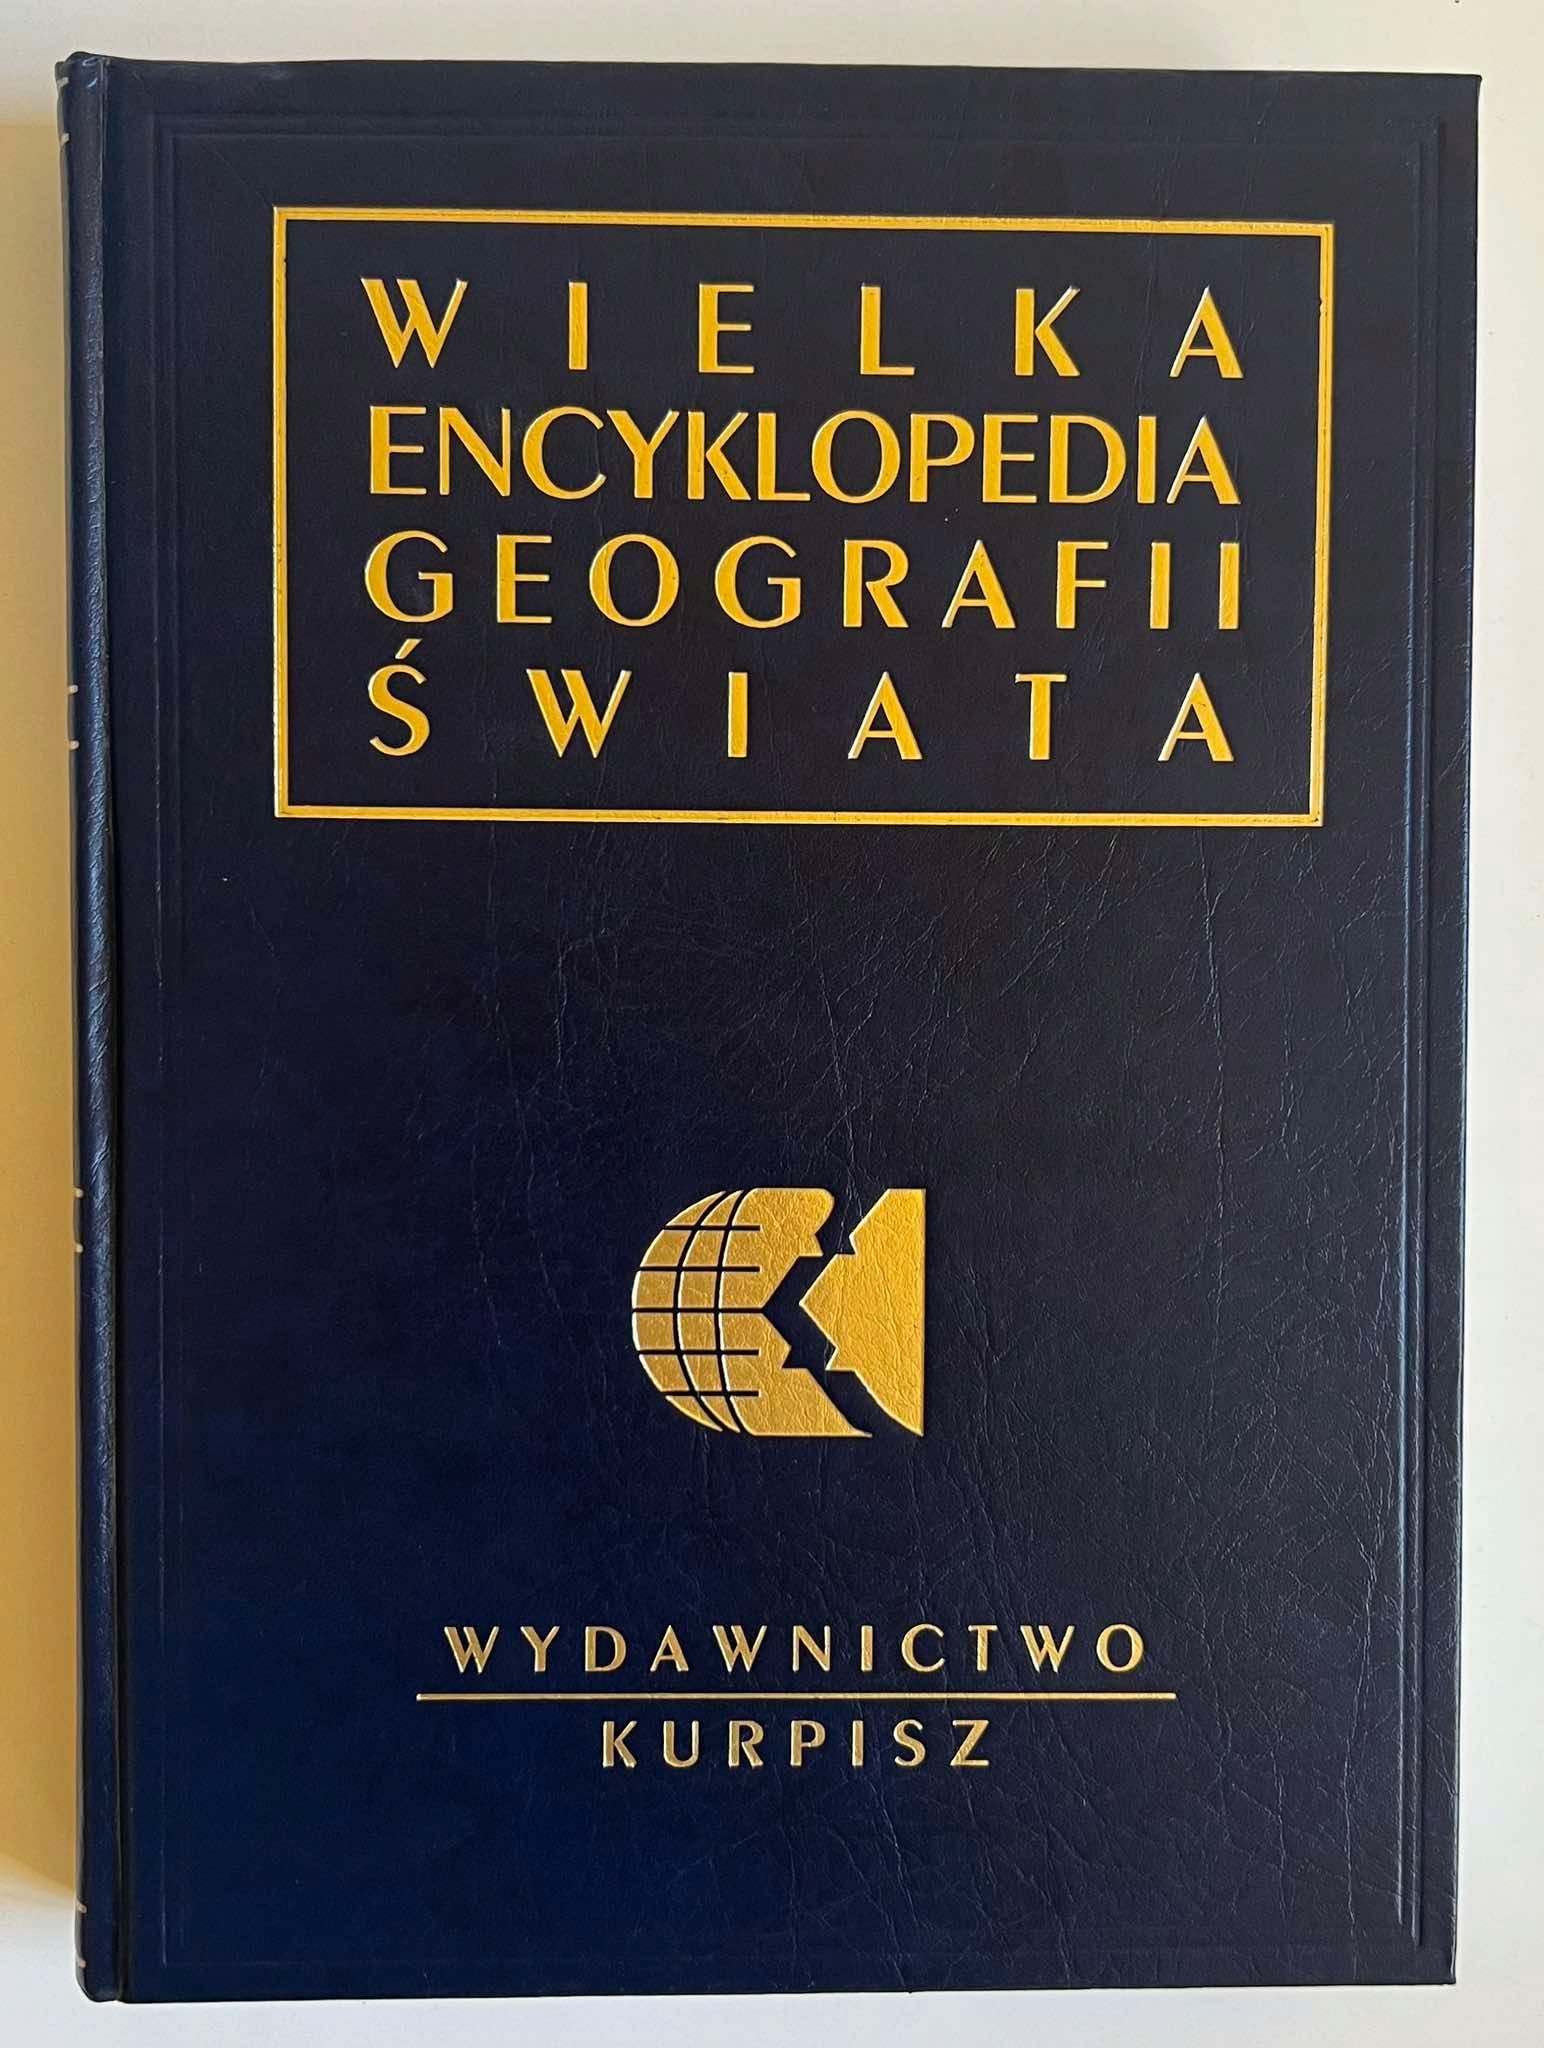 WIELKA
ENCYKLOPEDIA
GEOGRAFII
ŚWIATA
WYDAWNICTWO
KURPISZ